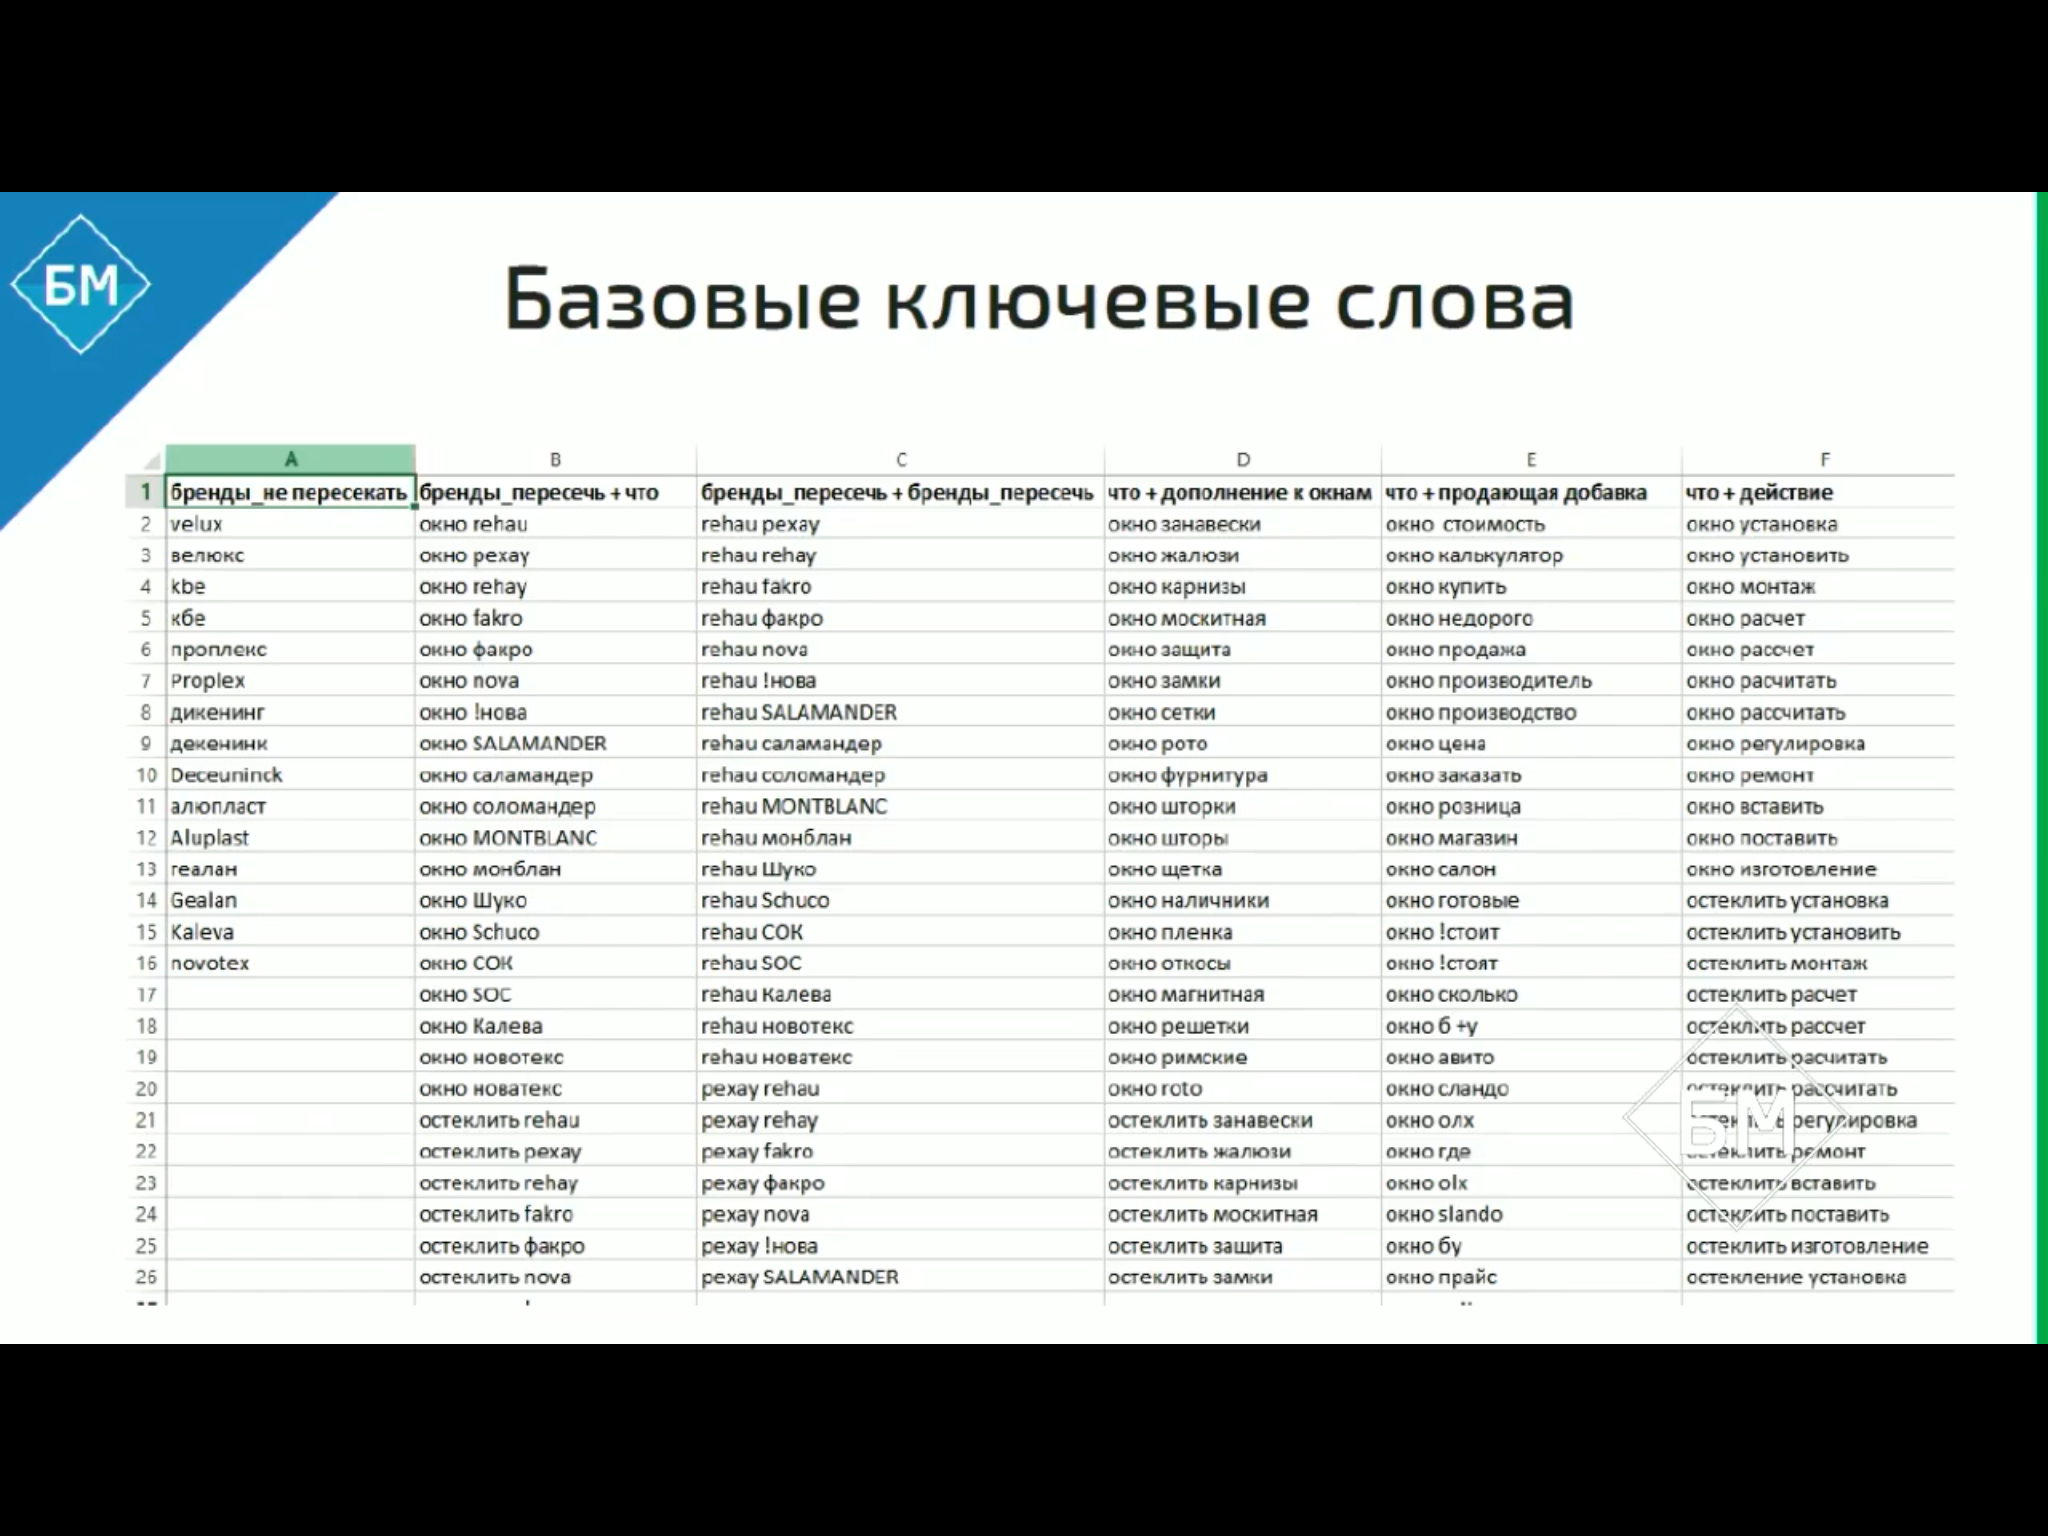 БМ
Базовые ключевые слова
A B C D E F
1 бренды_не пересекать бренды_пересечь + что бренды_пересечь + бренды_пересечь что + дополнение к окнам что + продающая добавка что + действие
2 velux окно rehau rehau рехау окно занавески окно стоимость окно установка
3 велюкс окно рехау rehau rehay окно жалюзи окно калькулятор окно установить
4 kbe окно rehay rehau fakro окно карнизы окно купить окно монтаж
5 кбе окно fakro rehau факро окно москитная окно недорого окно расчет
6 проплекс окно факро rehau nova окно защита окно продажа окно рассчет
7 Proplex окно nova rehau !нова окно замки окно производитель окно расчитать
8 дикенинг окно !нова rehau SALAMANDER окно сетки окно производство окно рассчитать
9 декенинк окно SALAMANDER rehau саламандер окно рото окно цена окно регулировка
10 Deceuninck окно саламандер rehau соломандер окно фурнитура окно заказать окно ремонт
11 алюпласт окно соломандер rehau MONTBLANC окно шторки окно розница окно вставить
12 Aluplast окно MONTBLANC rehau монблан окно шторы окно магазин окно поставить
13 геалан окно монблан rehau Шуко окно щетка окно салон окно изготовление
14 Gealan окно Шуко rehau Schuco окно наличники окно готовые остеклить установка
15 Kaleva окно Schuco rehau СОК окно пленка окно !стоит остеклить установить
16 novotex окно СОК rehau SOC окно откосы окно !стоят остеклить монтаж
17 окно SOC rehau Калева окно магнитная окно сколько остеклить расчет
18 окно Калева rehau новотекс окно решетки окно б +у остеклить рассчет
19 окно новотекс rehau новатекс окно римские окно авито остеклить расчитать
20 окно новатекс рехау rehau окно roto окно сландо остеклить рассчитать
21 остеклить rehau рехау rehay остеклить занавески окно олх остеклить регулировка
22 остеклить рехау рехау fakro остеклить жалюзи окно где остеклить ремонт
23 остеклить rehay рехау факро остеклить карнизы окно olx остеклить вставить
24 остеклить fakro рехау nova остеклить москитная окно slando остеклить поставить
25 остеклить факро рехау !нова остеклить защита окно бу остеклить изготовление
26 остеклить nova рехау SALAMANDER остеклить замки окно прайс остекление установка
БМ